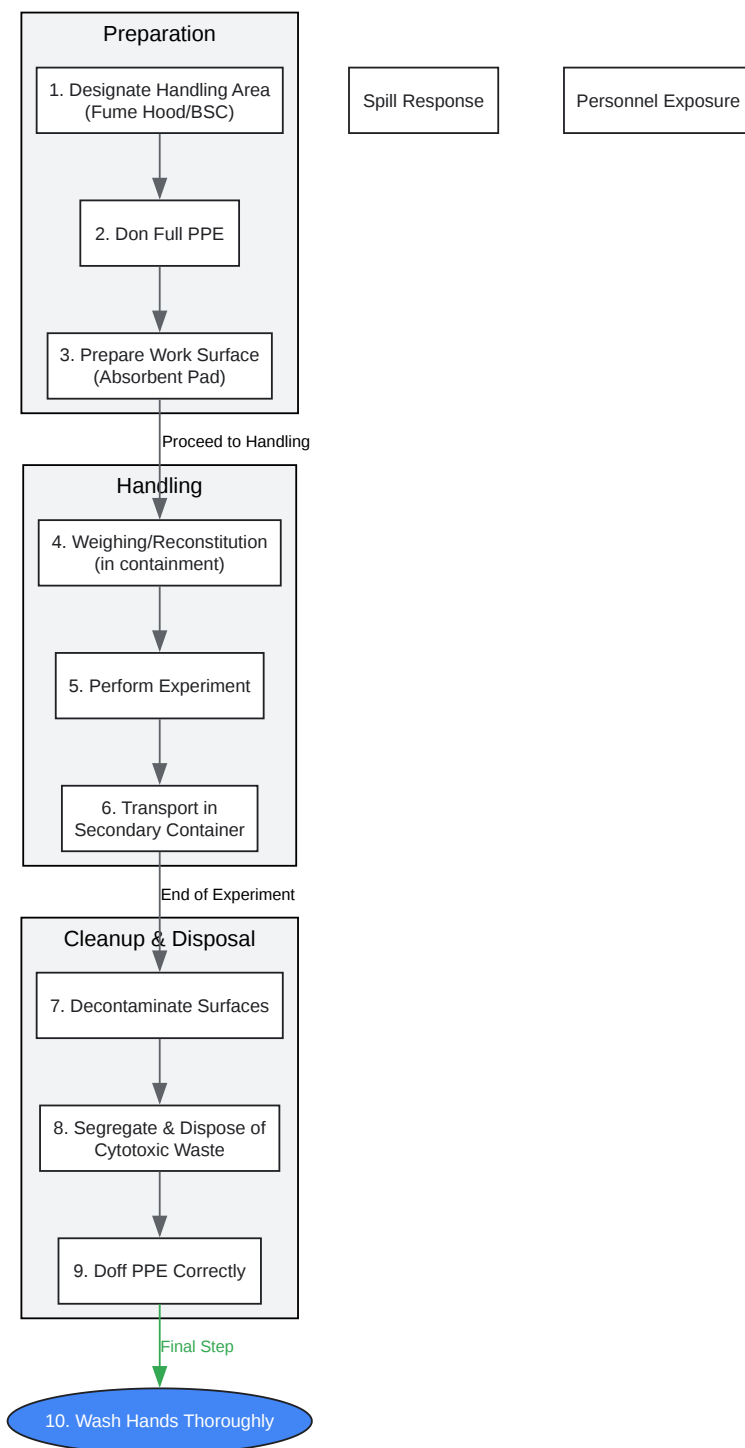 Preparation
1. Designate Handling Area
(Fume Hood/BSC)
Spill Response
Personnel Exposure
2. Don Full PPE
3. Prepare Work Surface
(Absorbent Pad)
Proceed to Handling
Handling
4. Weighing/Reconstitution
(in containment)
5. Perform Experiment
6. Transport in
Secondary Container
End of Experiment
Cleanup & Disposal
7. Decontaminate Surfaces
8. Segregate & Dispose of
Cytotoxic Waste
9. Doff PPE Correctly
Final Step
10. Wash Hands Thoroughly